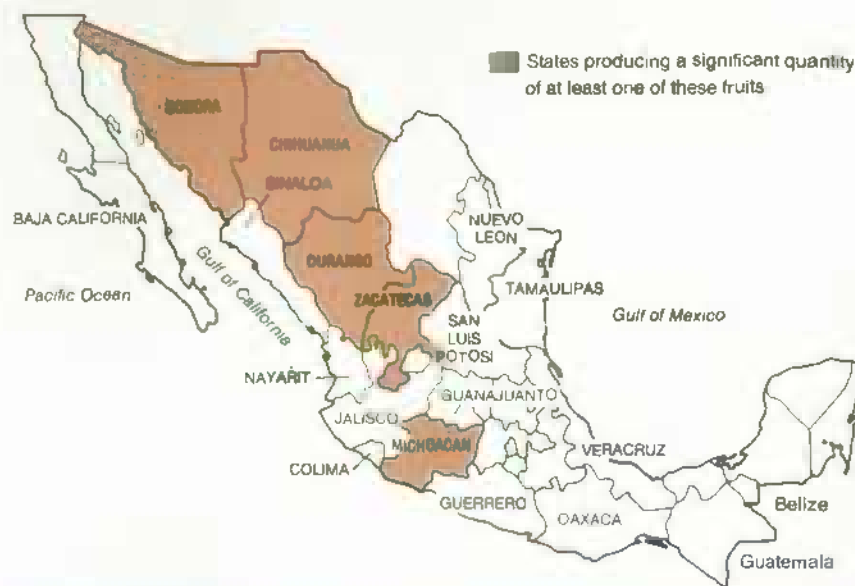 States producing a significant quantity
of at least one of these fruits
SONORA
CHIHUAHUA
SINALOA
BAJA CALIFORNIA
NUEVO
LEON
DURANGO
Gulf of California
TAMAULIPAS
Pacific Ocean
ZACATECAS
Gulf of Mexico
SAN
LUIS
POTOSI
NAYARIT
GUANAJUANTO
JALISCO
MICHOACAN
VERACRUZ
COLIMA
GUERRERO
Belize
OAXACA
Guatemala